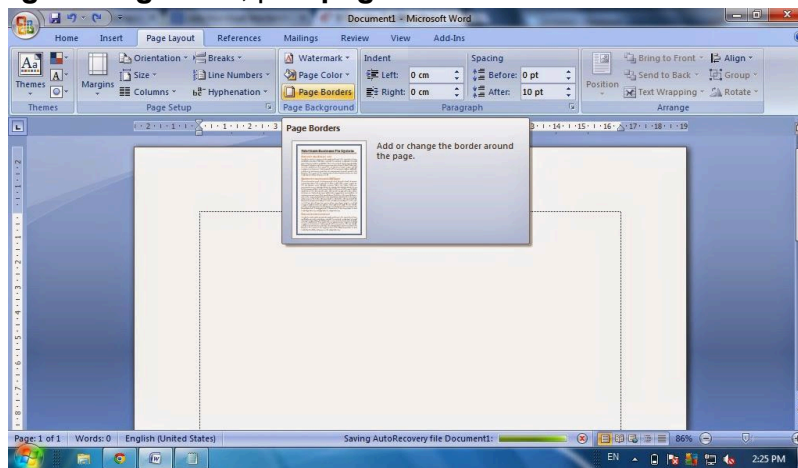 Document1 - Microsoft Word
Home Insert Page Layout References Mailings Review View Add-Ins
Orientation Breaks Watermark Indent Spacing Bring to Front Align
Aa A Themes Margins Size Line Numbers Page Color Left: 0 cm Before: 0 pt Position Send to Back Group
Columns Hyphenation Page Borders Right: 0 cm After: 10 pt Text Wrapping Rotate
Themes Page Setup Page Background Paragraph Arrange
Page Borders
Add or change the border around
the page.
Page: 1 of 1 Words: 0 English (United States) Saving AutoRecovery file Document1: 86%
EN 2:25 PM